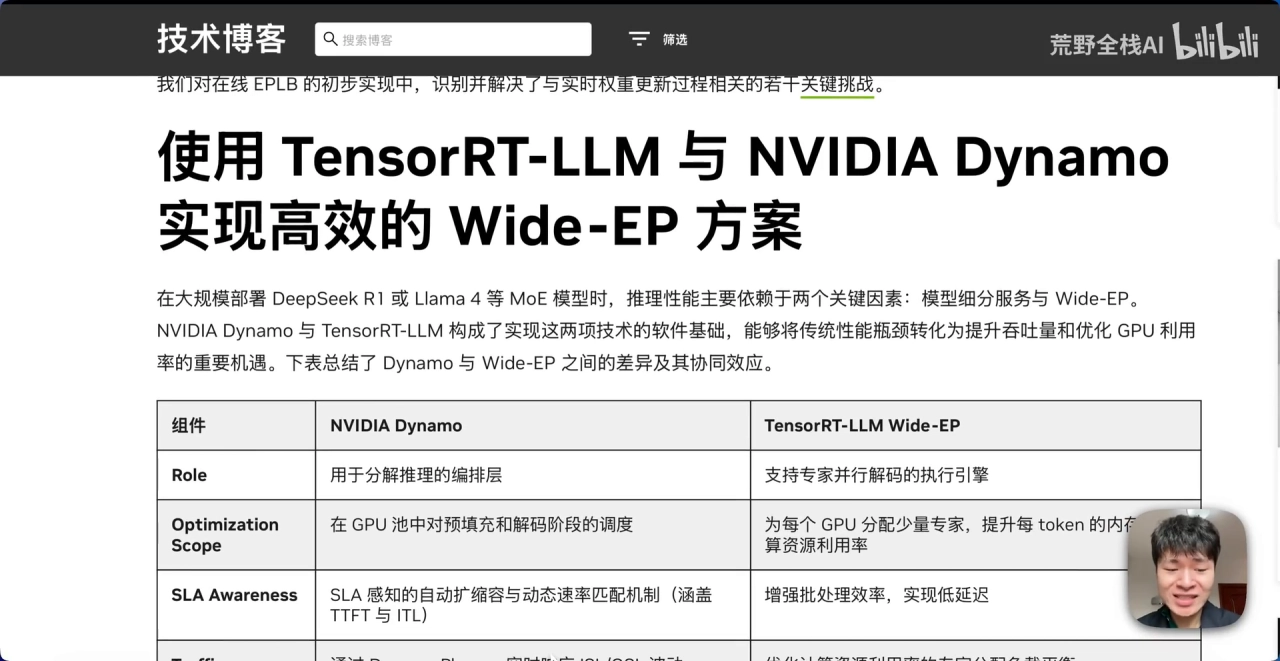 技术博客
搜索博客
筛选
荒野全栈AI bilibili
我们对在线 EPLB 的初步实现中，识别并解决了与实时权重更新过程相关的若干关键挑战。
使用 TensorRT-LLM 与 NVIDIA Dynamo
实现高效的 Wide-EP 方案
在大规模部署 DeepSeek R1 或 Llama 4 等 MoE 模型时，推理性能主要依赖于两个关键因素：模型细分服务与 Wide-EP。
NVIDIA Dynamo 与 TensorRT-LLM 构成了实现这两项技术的软件基础，能够将传统性能瓶颈转化为提升吞吐量和优化 GPU 利用
率的重要机遇。下表总结了 Dynamo 与 Wide-EP 之间的差异及其协同效应。
组件
NVIDIA Dynamo
TensorRT-LLM Wide-EP
Role
用于分解推理的编排层
支持专家并行解码的执行引擎
Optimization
Scope
在 GPU 池中对预填充和解码阶段的调度
为每个 GPU 分配少量专家，提升每 token 的内存
算资源利用率
SLA Awareness
SLA 感知的自动扩缩容与动态速率匹配机制（涵盖
TTFT 与 ITL）
增强批处理效率，实现低延迟